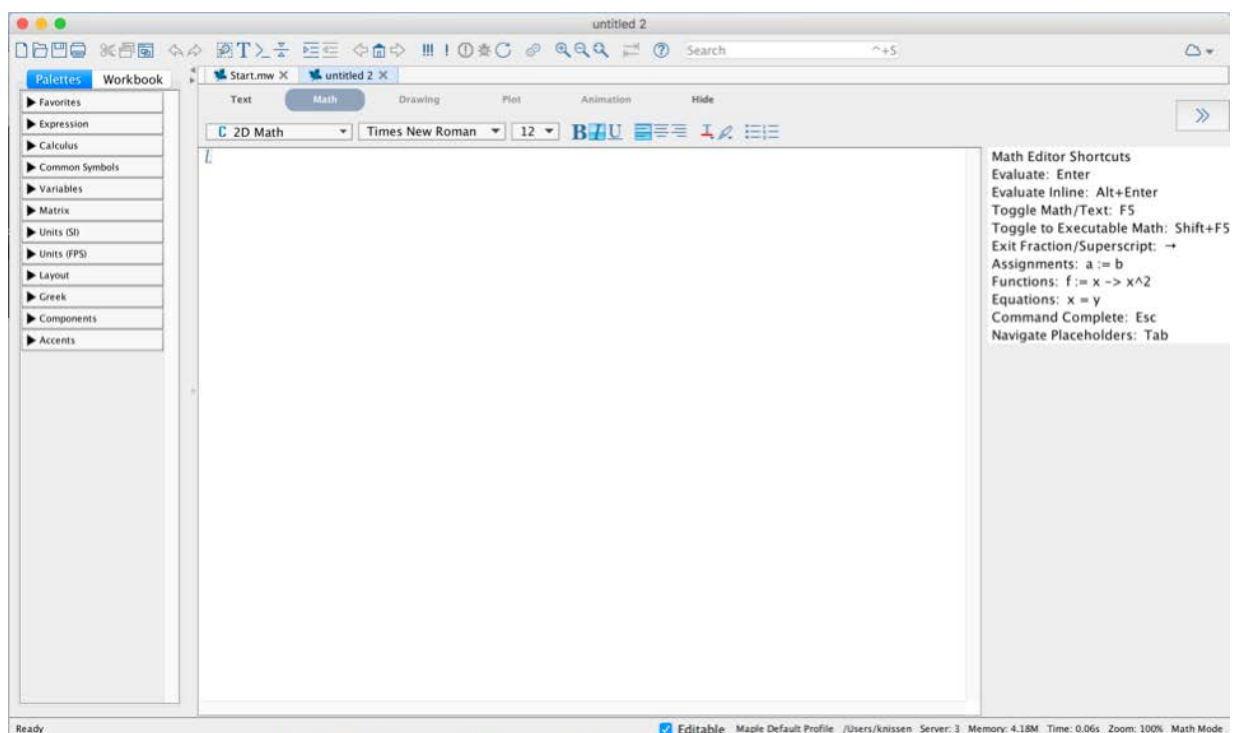 untitled 2
Search ^+S
Palettes Workbook
Start.mw untitled 2
Text Math Drawing Plot Animation Hide
C 2D Math Times New Roman 12 B I U
Favorites
Expression
Calculus
Common Symbols
Variables
Matrix
Units (SI)
Units (FPS)
Layout
Greek
Components
Accents
Math Editor Shortcuts
Evaluate: Enter
Evaluate Inline: Alt+Enter
Toggle Math/Text: F5
Toggle to Executable Math: Shift+F5
Exit Fraction/Superscript: →
Assignments: a := b
Functions: f := x -> x^2
Equations: x = y
Command Complete: Esc
Navigate Placeholders: Tab
Ready
Editable Maple Default Profile /Users/knissen Server: 3 Memory: 4.18M Time: 0.06s Zoom: 100% Math Mode